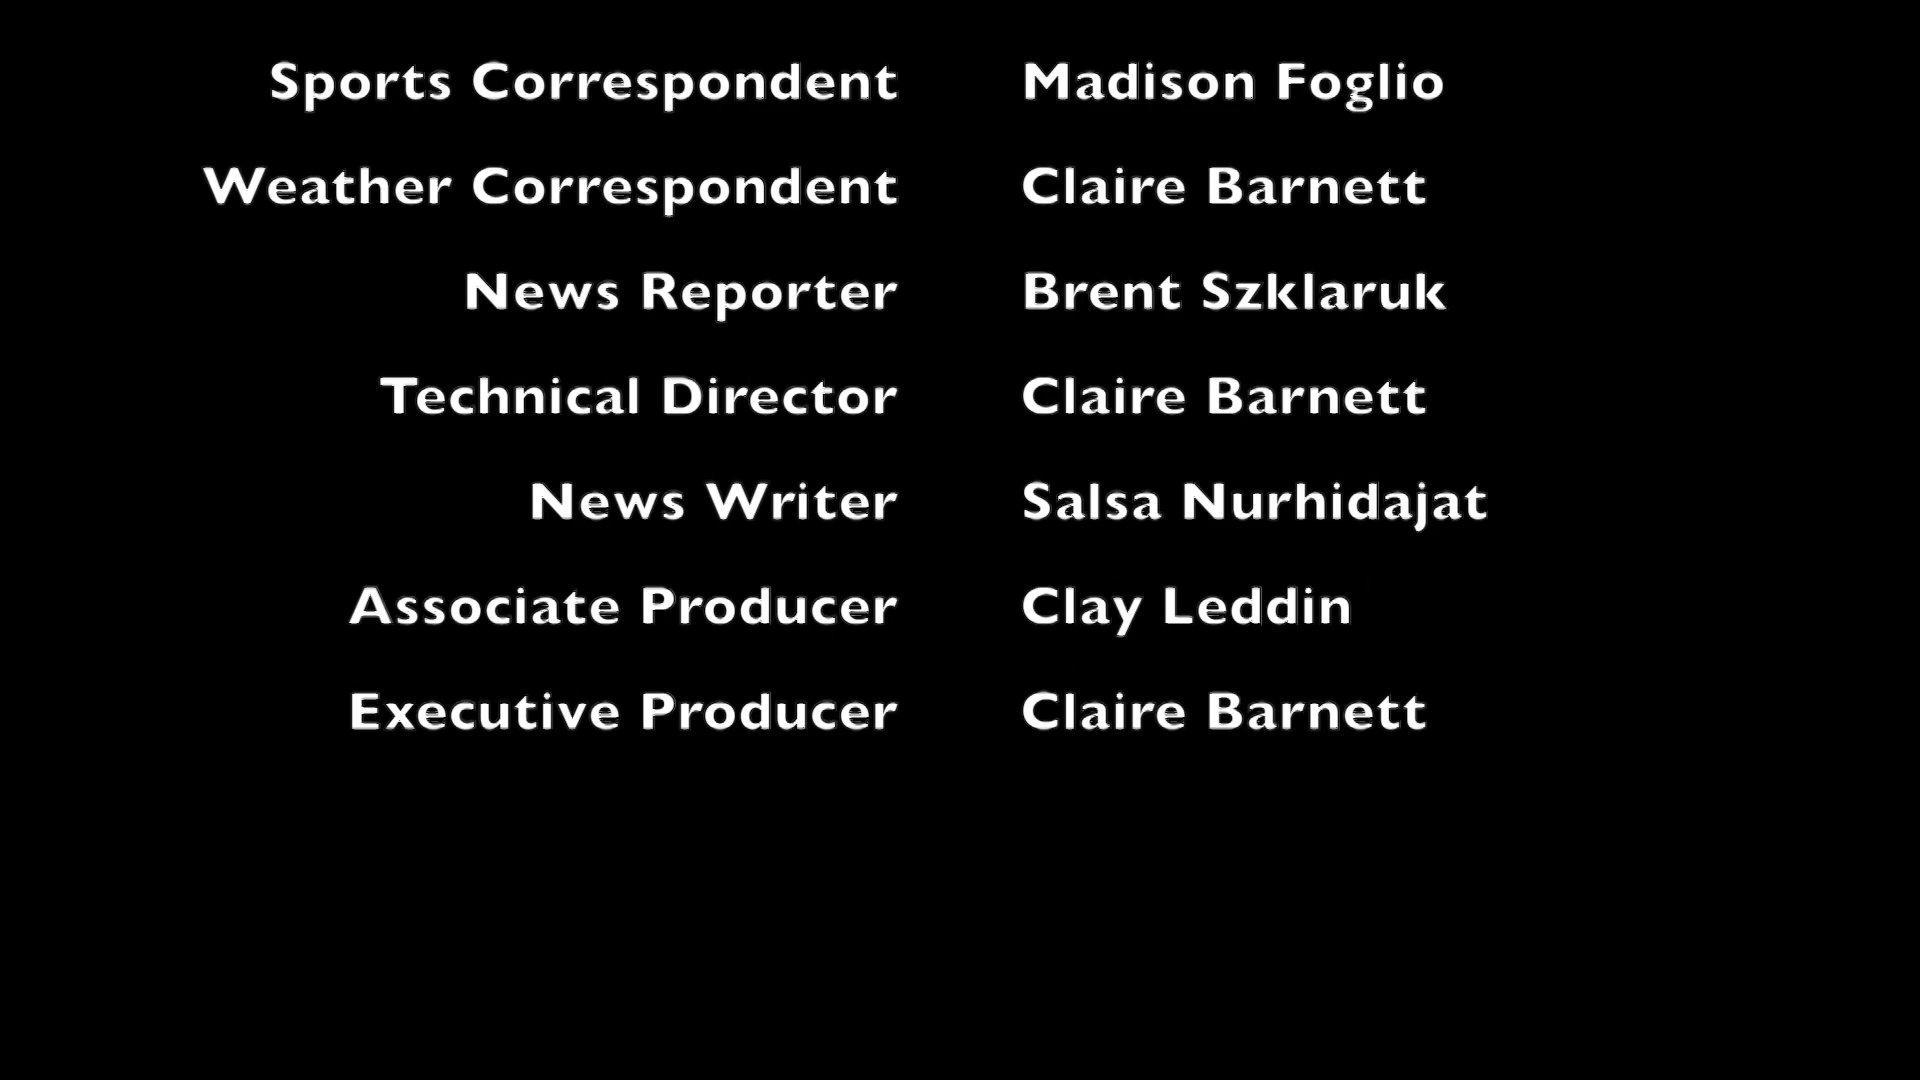 Sports Correspondent Madison Foglio
Weather Correspondent Claire Barnett
News Reporter Brent Szklaruk
Technical Director Claire Barnett
News Writer Salsa Nurhidajat
Associate Producer Clay Leddin
Executive Producer Claire Barnett